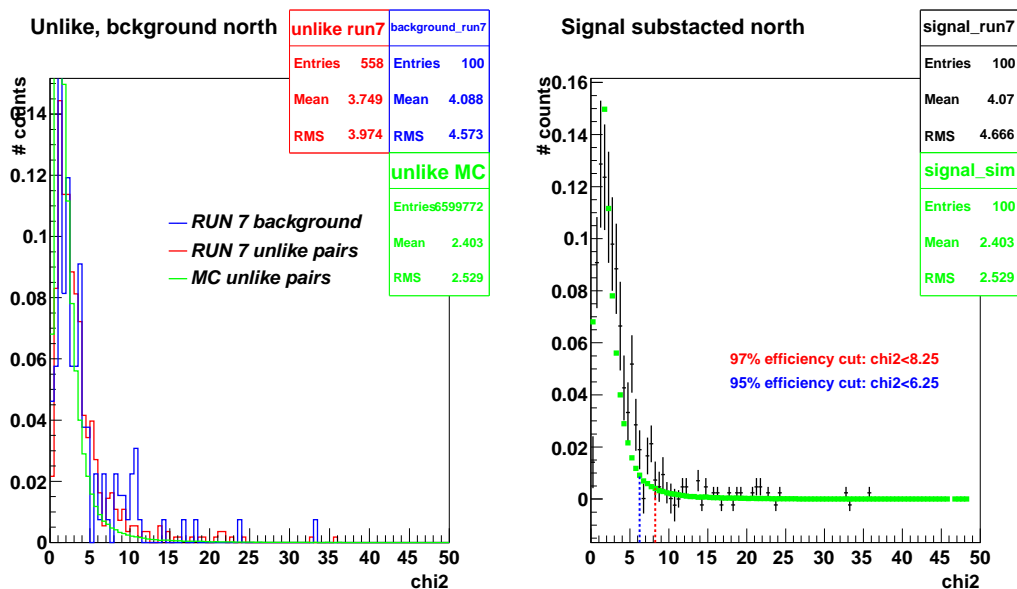 Unlike, bckground north
unlike run7
Entries 558
Mean 3.749
RMS 3.974
background_run7
Entries 100
Mean 4.088
RMS 4.573
unlike MC
Entries 6599772
Mean 2.403
RMS 2.529
# counts
0.14
0.12
0.1
0.08
0.06
0.04
0.02
0
RUN 7 background
RUN 7 unlike pairs
MC unlike pairs
0 5 10 15 20 25 30 35 40 45 50
chi2
Signal substacted north
signal_run7
Entries 100
Mean 4.07
RMS 4.666
signal_sim
Entries 100
Mean 2.403
RMS 2.529
# counts
0.16
0.14
0.12
0.1
0.08
0.06
0.04
0.02
0
97% efficiency cut: chi2<8.25
95% efficiency cut: chi2<6.25
0 5 10 15 20 25 30 35 40 45 50
chi2